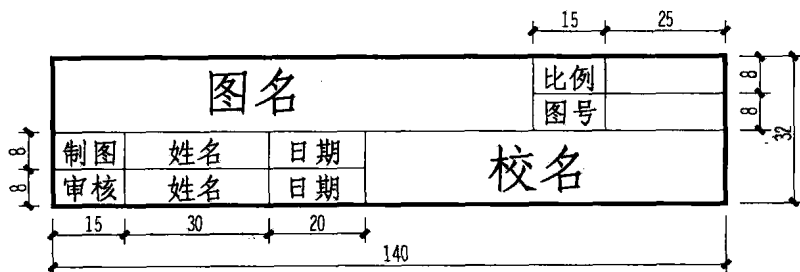 15 25
图名 比例 8
图号 8
32
8 制图 姓名 日期 校名
8 审核 姓名 日期
15 30 20
140